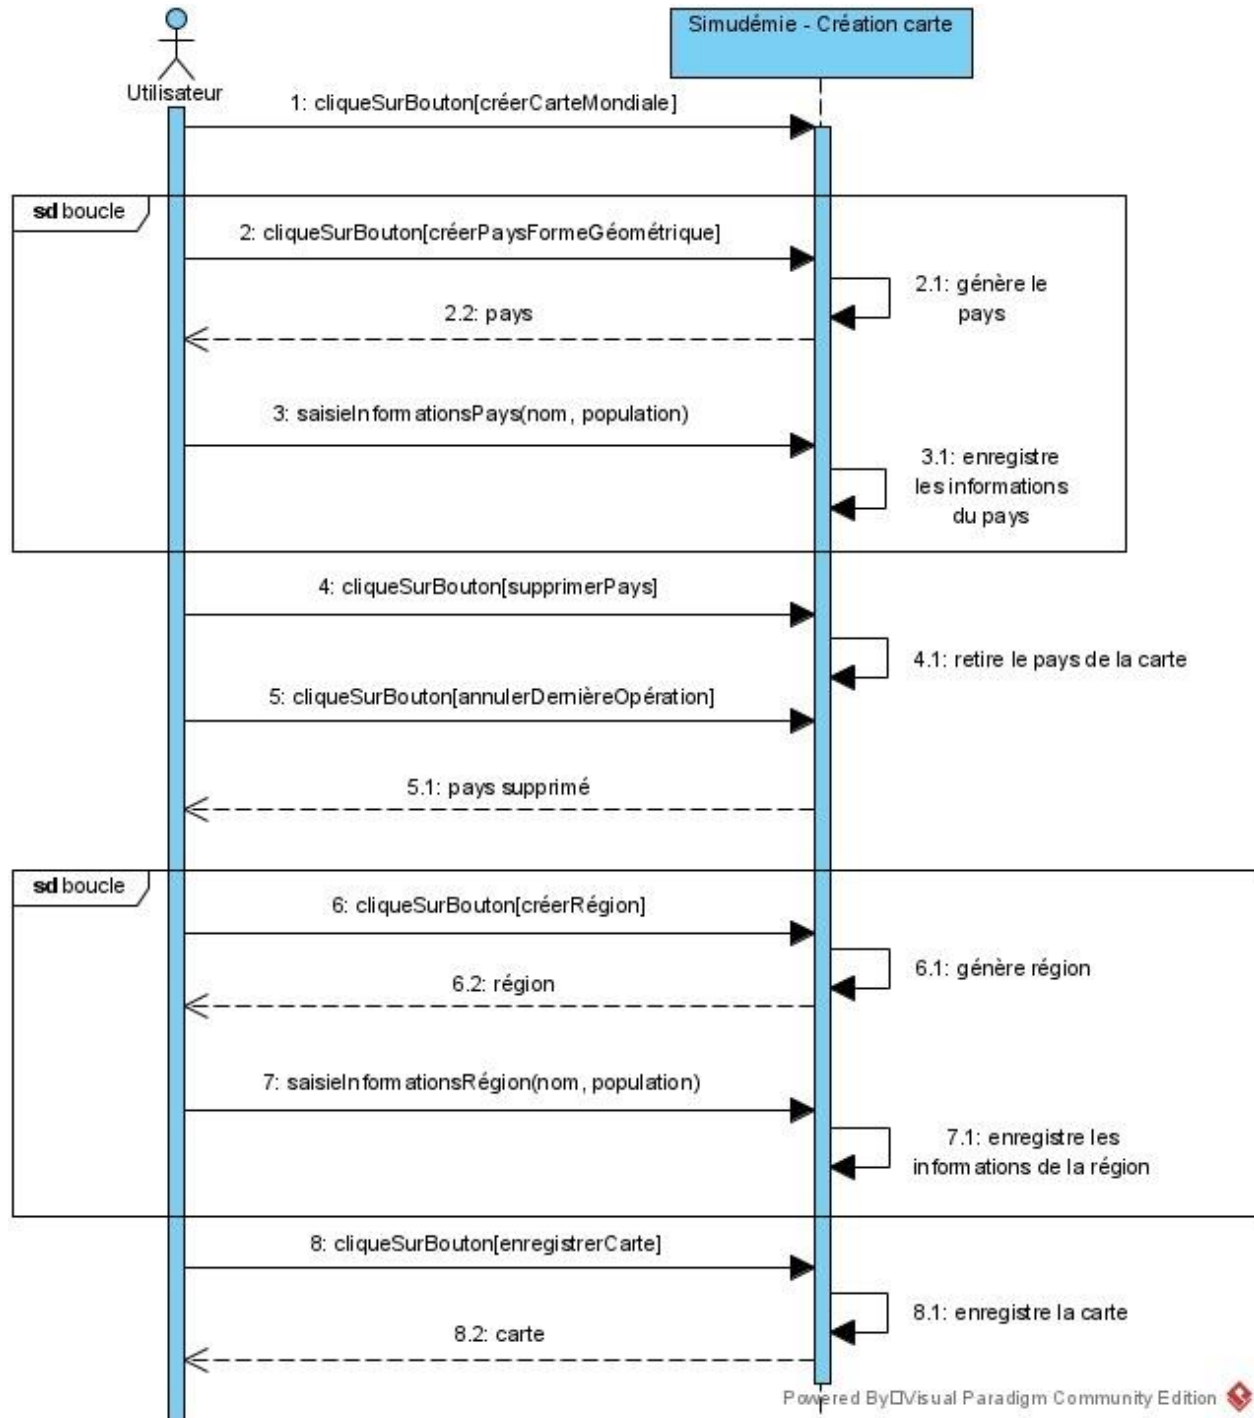 Simudémie - Création carte
Utilisateur
1: cliqueSurBouton[créerCarteMondiale]
sd boucle
2: cliqueSurBouton[créerPaysFormeGéométrique]
2.1: génère le
pays
2.2: pays
3: saisieInformationsPays(nom, population)
3.1: enregistre
les informations
du pays
4: cliqueSurBouton[supprimerPays]
4.1: retire le pays de la carte
5: cliqueSurBouton[annulerDernièreOpération]
5.1: pays supprimé
sd boucle
6: cliqueSurBouton[créerRégion]
6.1: génère région
6.2: région
7: saisieInformationsRégion(nom, population)
7.1: enregistre les
informations de la région
8: cliqueSurBouton[enregistrerCarte]
8.1: enregistre la carte
8.2: carte
Powered By□Visual Paradigm Community Edition